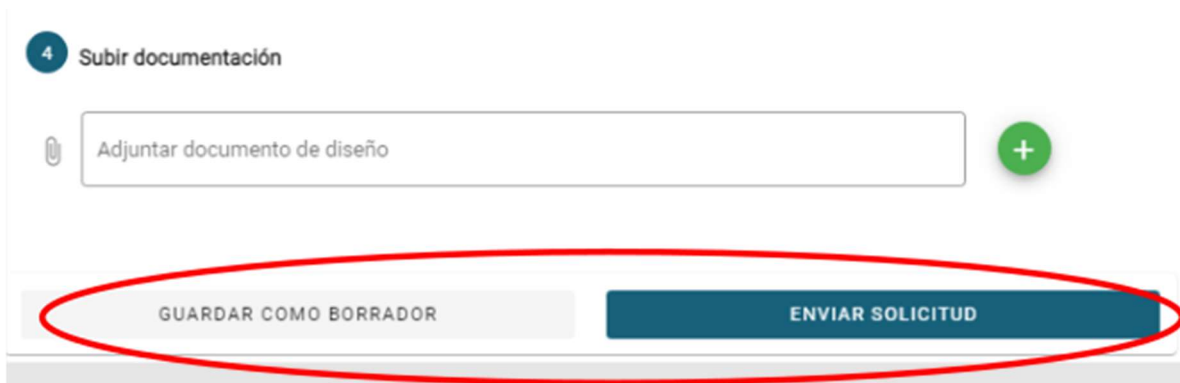 4 Subir documentación
Adjuntar documento de diseño
+
GUARDAR COMO BORRADOR ENVIAR SOLICITUD